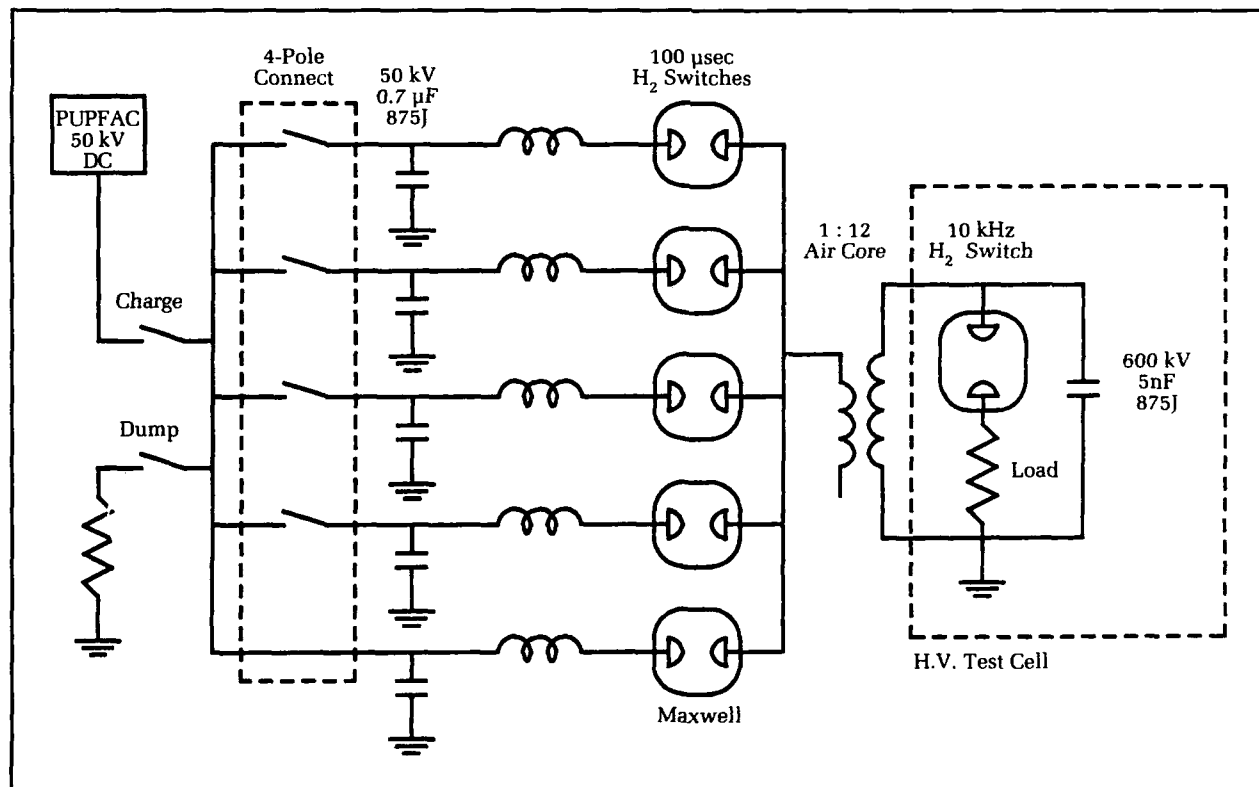 4-Pole
Connect
50 kV
0.7 µF
875J
100 µsec
H₂ Switches
PUPFAC
50 kV
DC
1 : 12
Air Core
10 kHz
H₂ Switch
Charge
600 kV
5nF
875J
Dump
Load
H.V. Test Cell
Maxwell